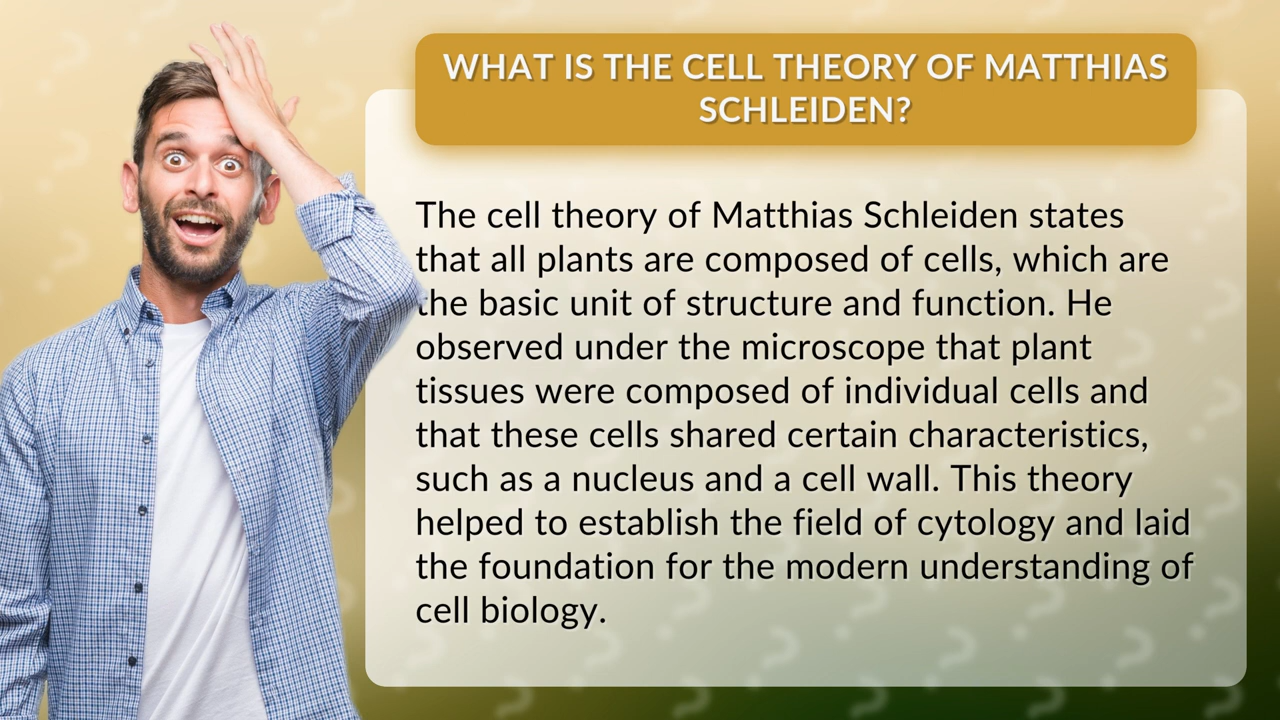 WHAT IS THE CELL THEORY OF MATTHIAS
SCHLEIDEN?
The cell theory of Matthias Schleiden states
that all plants are composed of cells, which are
the basic unit of structure and function. He
observed under the microscope that plant
tissues were composed of individual cells and
that these cells shared certain characteristics,
such as a nucleus and a cell wall. This theory
helped to establish the field of cytology and laid
the foundation for the modern understanding of
cell biology.